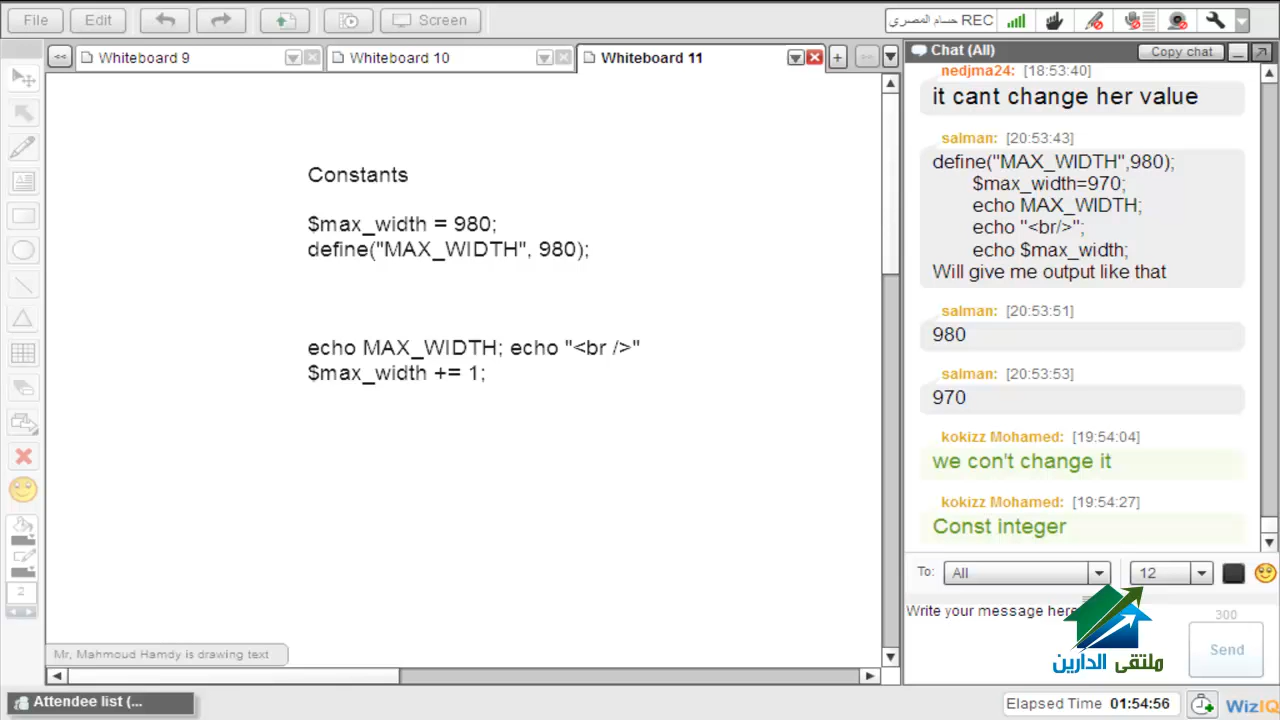 File
Edit
Screen
حسام المصري REC
<<
Whiteboard 9
Whiteboard 10
Whiteboard 11
Constants
$max_width = 980;
define("MAX_WIDTH", 980);
echo MAX_WIDTH; echo "<br />"
$max_width += 1;
2
Mr, Mahmoud Hamdy is drawing text
Attendee list (...
Chat (All)
Copy chat
nedjma24: [18:53:40]
it cant change her value
salman: [20:53:43]
define("MAX_WIDTH",980);
$max_width=970;
echo MAX_WIDTH;
echo "<br/>";
echo $max_width;
Will give me output like that
salman: [20:53:51]
980
salman: [20:53:53]
970
kokizz Mohamed: [19:54:04]
we con't change it
kokizz Mohamed: [19:54:27]
Const integer
To: All 12
Write your message here
300
Send
ملتقى الدارين
Elapsed Time 01:54:56
WizIQ